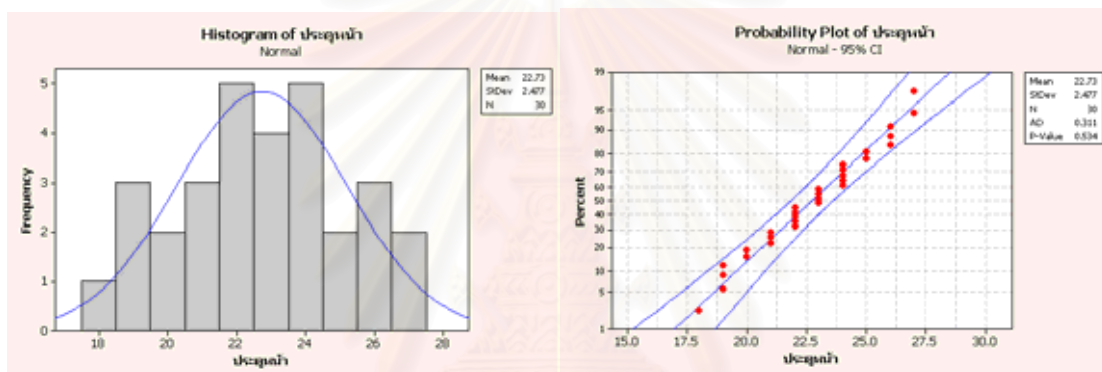 Histogram of ประตูหน้า
Normal
Mean 22.73
StDev 2.477
N 30
Frequency
5
4
3
2
1
0
18 20 22 24 26 28
ประตูหน้า
Probability Plot of ประตูหน้า
Normal - 95% CI
Mean 22.73
StDev 2.477
N 30
AD 0.311
P-Value 0.534
Percent
99
95
90
80
70
60
50
40
30
20
10
5
1
15.0 17.5 20.0 22.5 25.0 27.5 30.0
ประตูหน้า